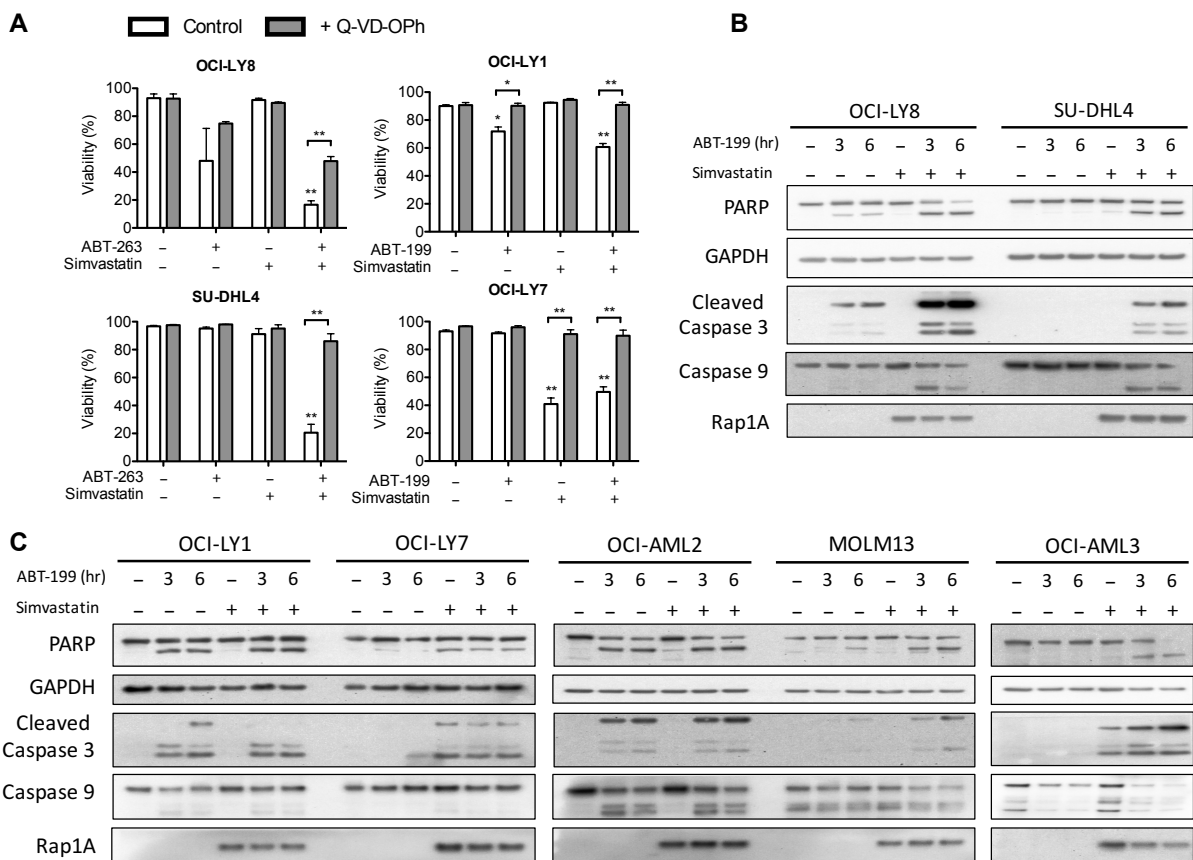 A
Control + Q-VD-OPh
OCI-LY8
100
80
60
40
20
0
Viability (%)
ABT-263 – + – +
Simvastatin – – + +
OCI-LY1
* **
* **
100
80
60
40
20
0
Viability (%)
ABT-199 – + – +
Simvastatin – – + +
**
**
SU-DHL4
100
80
60
40
20
0
Viability (%)
**
**
ABT-263 – + – +
Simvastatin – – + +
OCI-LY7
100
80
60
40
20
0
Viability (%)
** **
** **
ABT-199 – + – +
Simvastatin – – + +
B
OCI-LY8 SU-DHL4
ABT-199 (hr) – 3 6 – 3 6 – 3 6 – 3 6
Simvastatin – – – + + + – – – + + +
PARP
GAPDH
Cleaved
Caspase 3
Caspase 9
Rap1A
C
OCI-LY1 OCI-LY7 OCI-AML2 MOLM13 OCI-AML3
ABT-199 (hr) – 3 6 – 3 6 – 3 6 – 3 6 – 3 6 – 3 6 – 3 6 – 3 6 – 3 6 – 3 6
Simvastatin – – – + + + – – – + + + – – – + + + – – – + + + – – – + + +
PARP
GAPDH
Cleaved
Caspase 3
Caspase 9
Rap1A